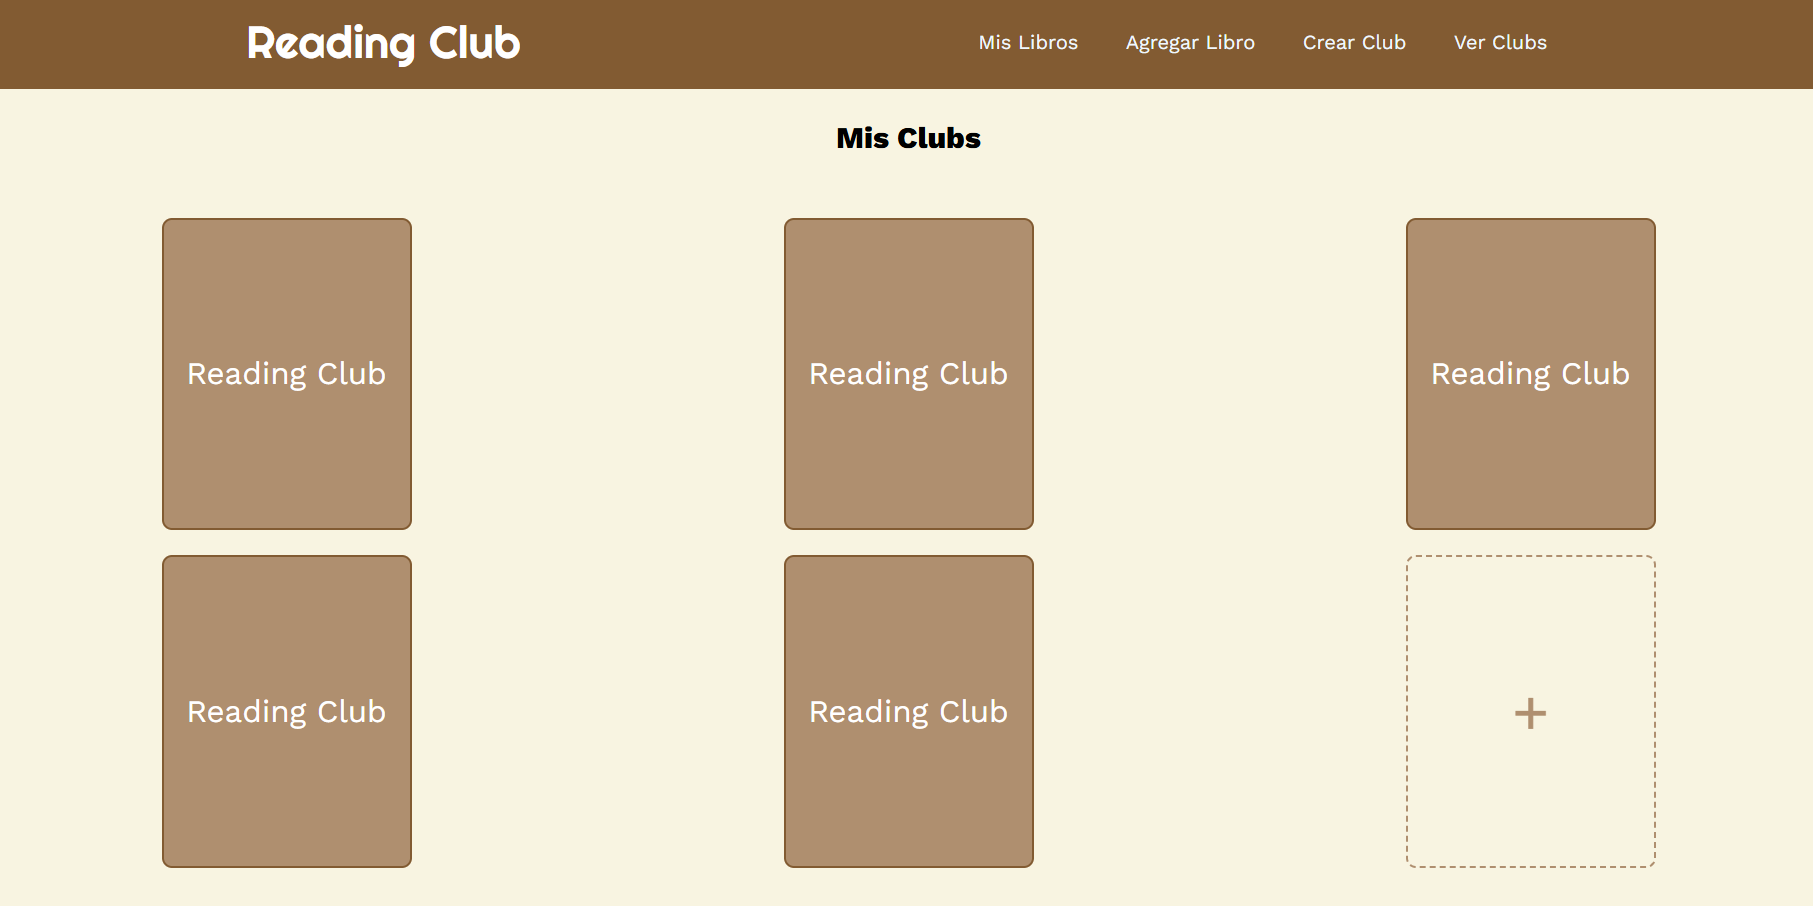 Reading Club
Mis Libros Agregar Libro Crear Club Ver Clubs
Mis Clubs
Reading Club Reading Club Reading Club
Reading Club Reading Club +